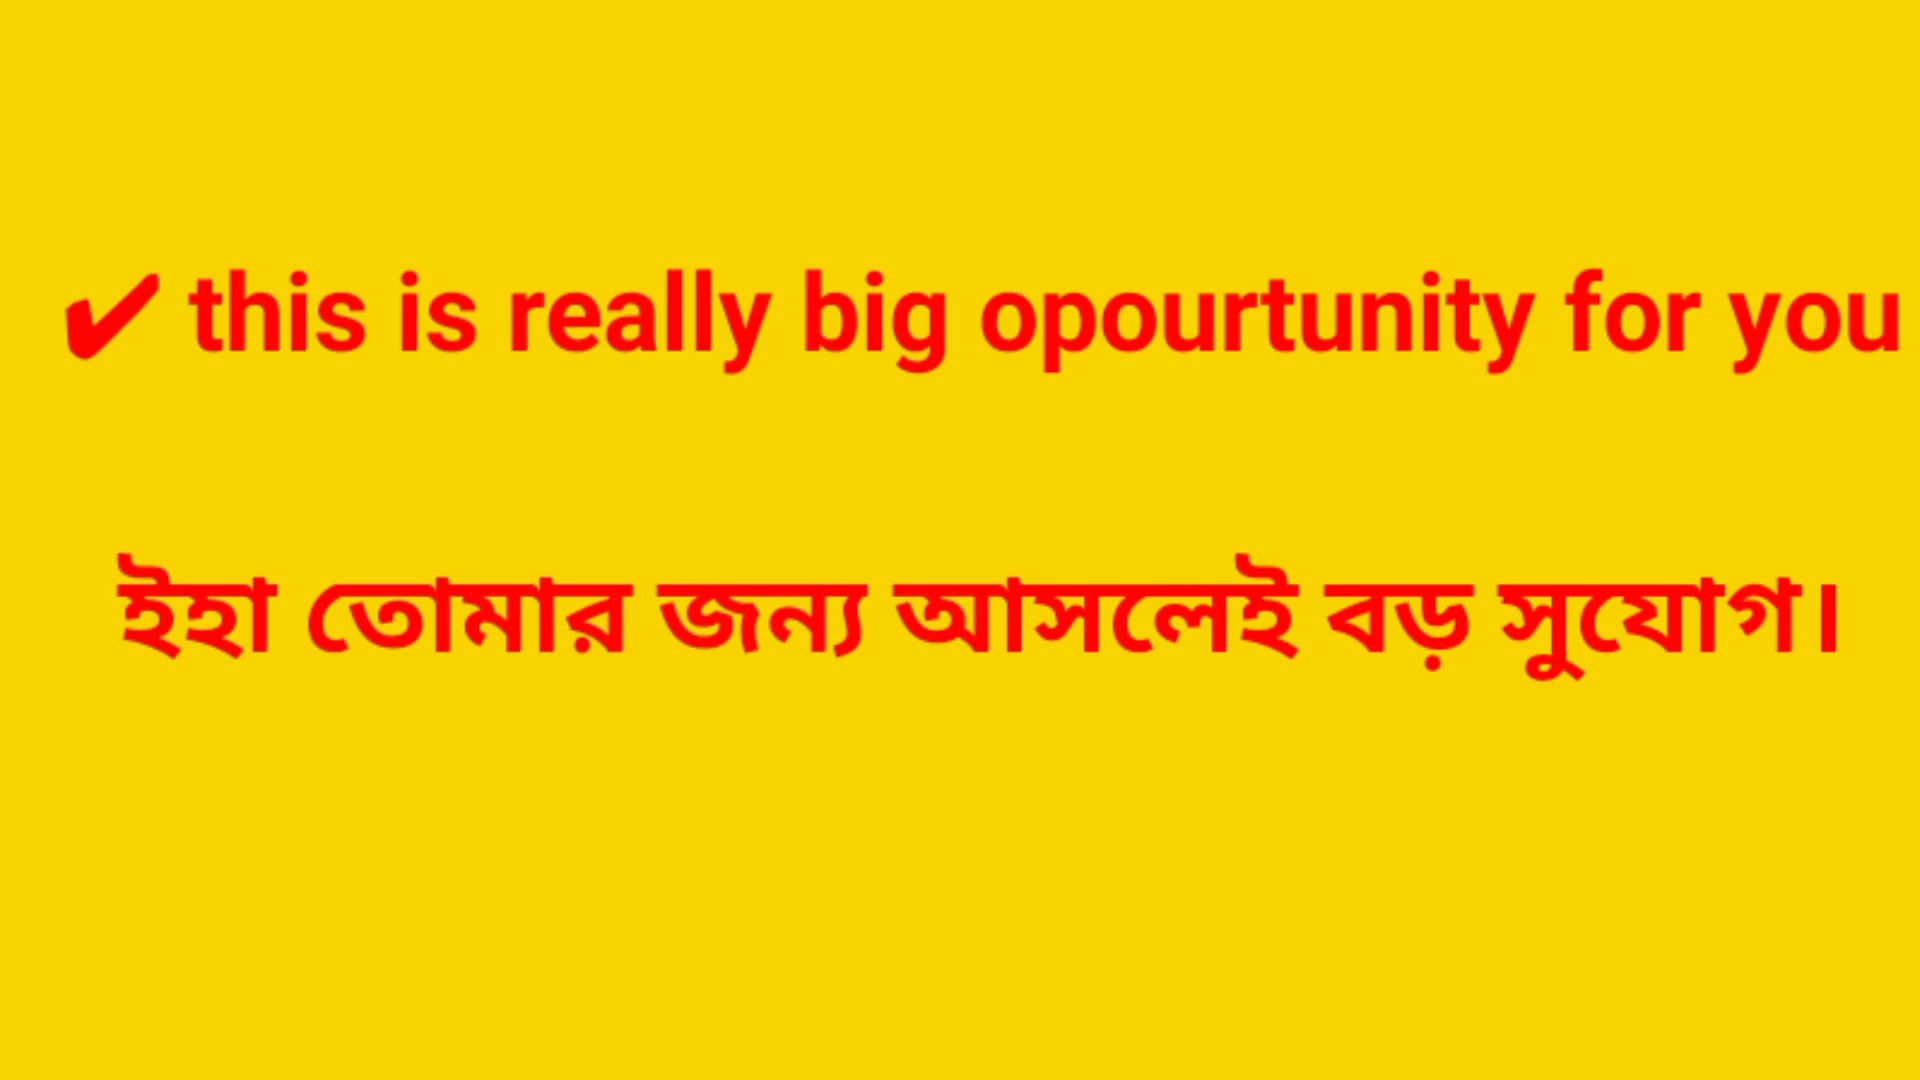 ✔ this is really big opourtunity for you
ইহা তোমার জন্য আসলেই বড় সুযোগ।